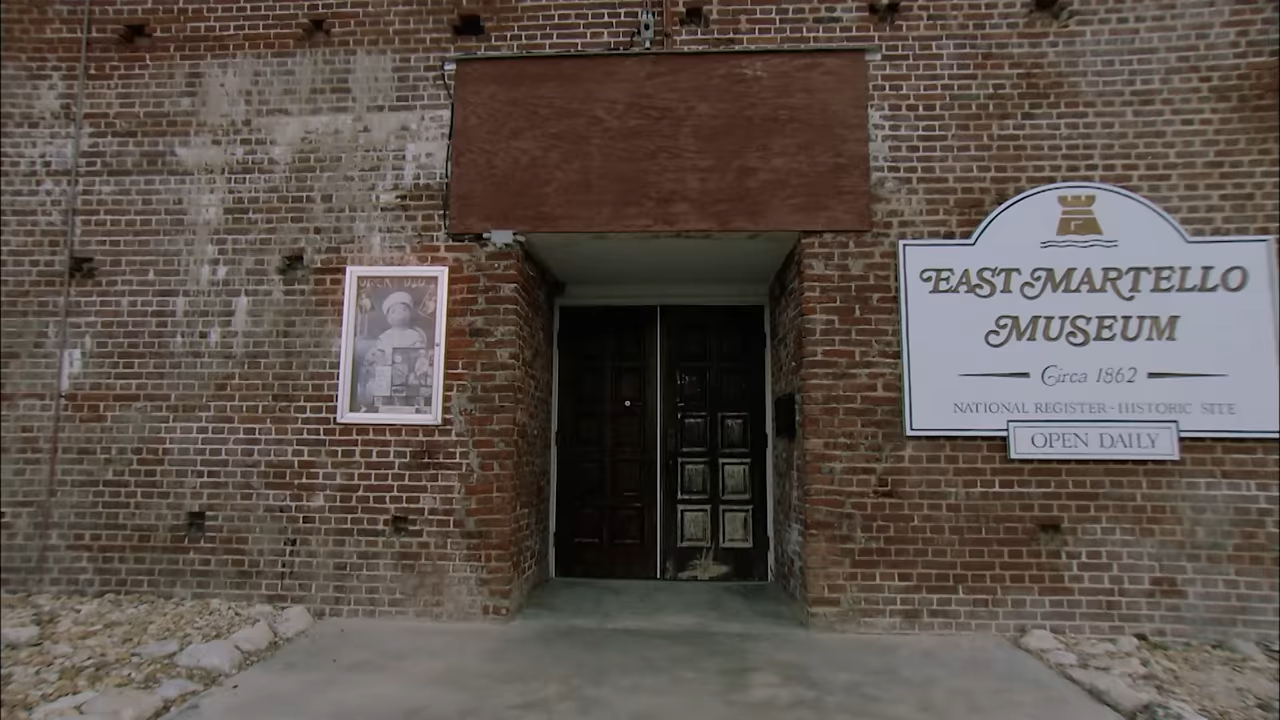 EAST MARTELLO
MUSEUM
Circa 1862
NATIONAL REGISTER-HISTORIC SITE
OPEN DAILY